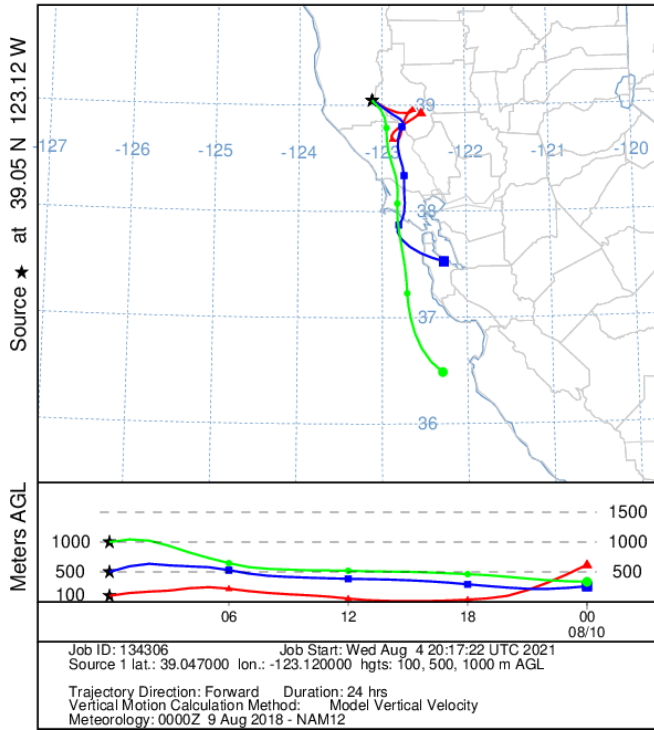 Source ★ at 39.05 N 123.12 W
39
-127 -126 -125 -124 -123 -122 -121 -120
38
37
36
Meters AGL
1500
1000 1000
500 500
100
06 12 18 00
08/10
Job ID: 134306 Job Start: Wed Aug 4 20:17:22 UTC 2021
Source 1 lat.: 39.047000 lon.: -123.120000 hgts: 100, 500, 1000 m AGL
Trajectory Direction: Forward Duration: 24 hrs
Vertical Motion Calculation Method: Model Vertical Velocity
Meteorology: 0000Z 9 Aug 2018 - NAM12